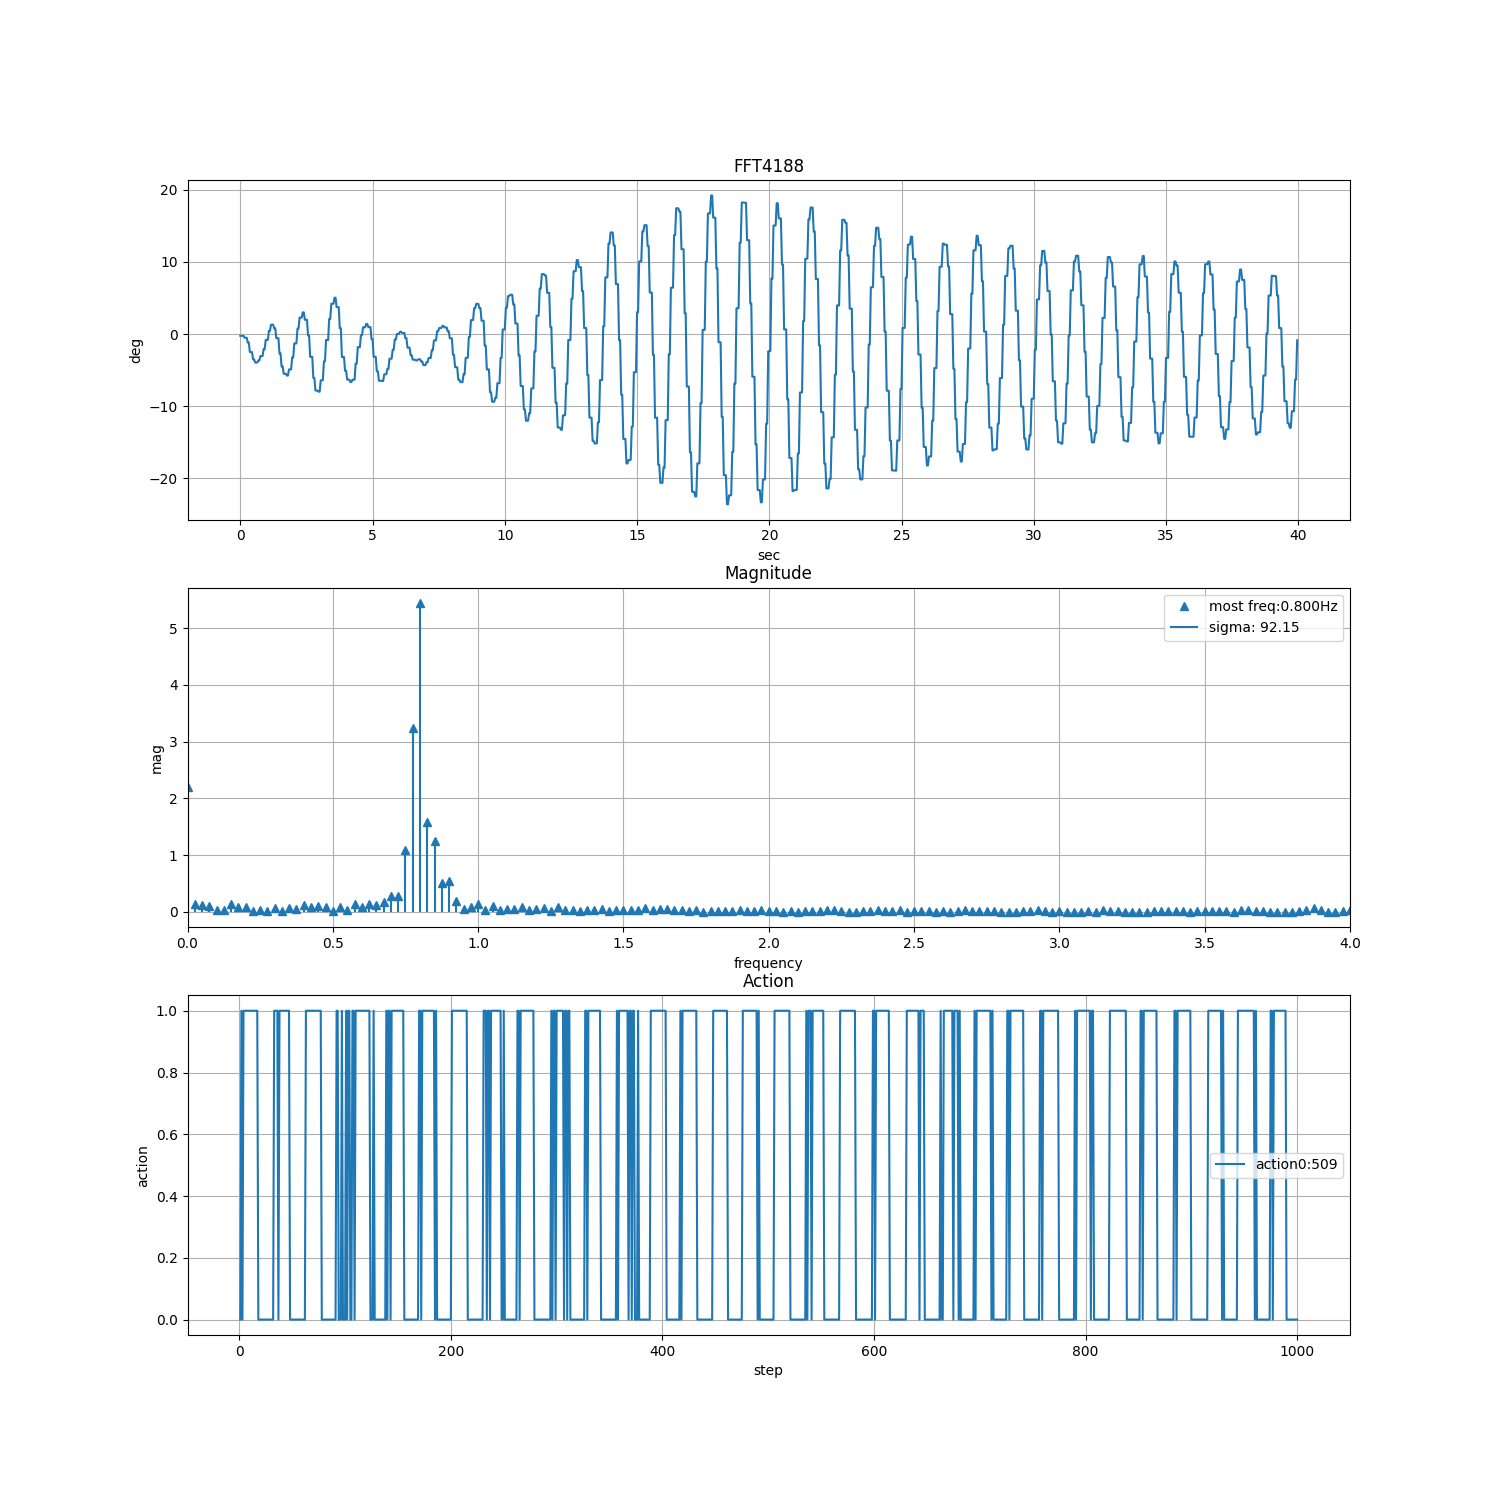 FFT4188
20
10
0
−10
−20
deg
0 5 10 15 20 25 30 35 40
sec
Magnitude
most freq:0.800Hz
sigma: 92.15
5
4
3
2
1
0
mag
0.0 0.5 1.0 1.5 2.0 2.5 3.0 3.5 4.0
frequency
Action
1.0
0.8
0.6
0.4
0.2
0.0
action
action0:509
0 200 400 600 800 1000
step